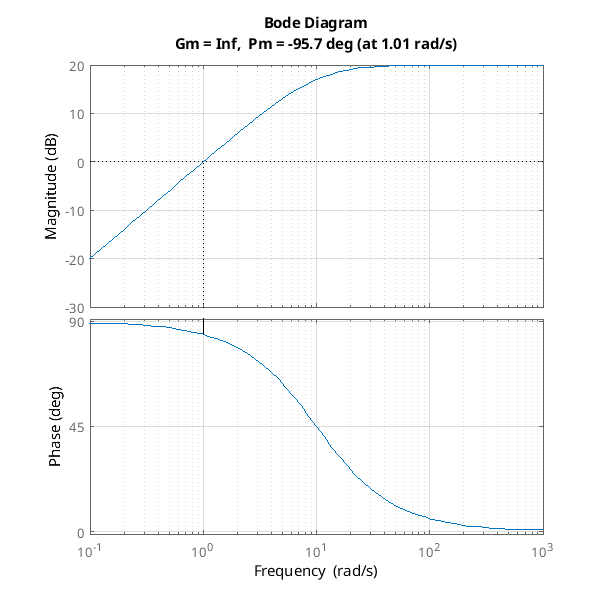 Bode Diagram
Gm = Inf,  Pm = -95.7 deg (at 1.01 rad/s)
Magnitude (dB)
20
10
0
-10
-20
-30
Phase (deg)
90
45
0
10⁻¹ 10⁰ 10¹ 10² 10³
Frequency  (rad/s)